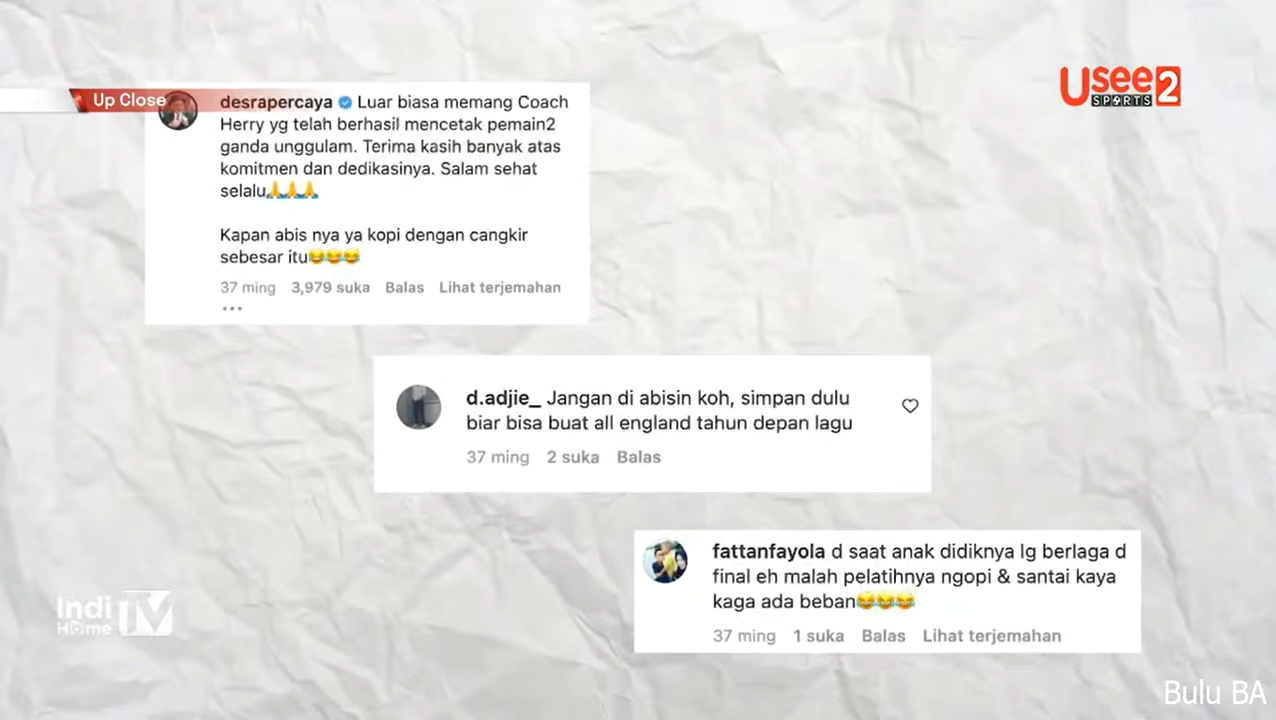 Up Close
Usee 2
SPORTS
desrapercaya Luar biasa memang Coach
Herry yg telah berhasil mencetak pemain2
ganda unggulam. Terima kasih banyak atas
komitmen dan dedikasinya. Salam sehat
selalu🙏🙏🙏
Kapan abis nya ya kopi dengan cangkir
sebesar itu😂😂😂
37 ming 3,979 suka Balas Lihat terjemahan
•••
d.adjie_ Jangan di abisin koh, simpan dulu
biar bisa buat all england tahun depan lagu
37 ming 2 suka Balas
fattanfayola d saat anak didiknya lg berlaga d
final eh malah pelatihnya ngopi & santai kaya
kaga ada beban😂😂😂
37 ming 1 suka Balas Lihat terjemahan
Indi
Home TV
Bulu BA